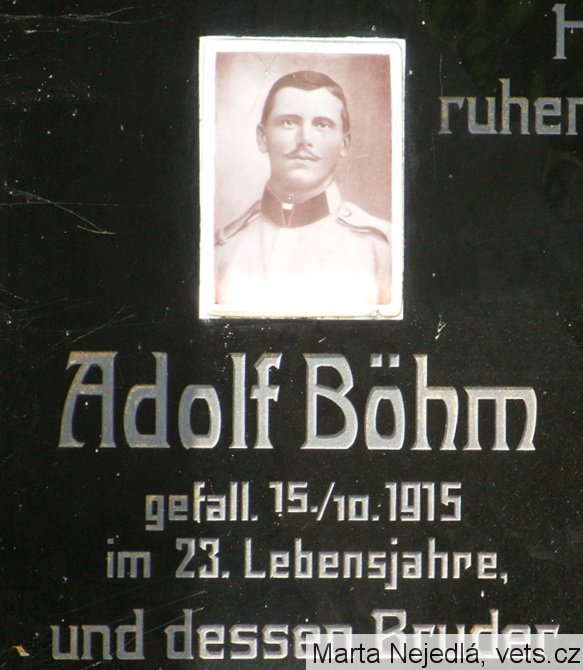 H
ruhen
Adolf Böhm
gefall. 15./10. 1915
im 23. Lebensjahre,
und dessen Bruder
Marta Nejedlá, vets.cz